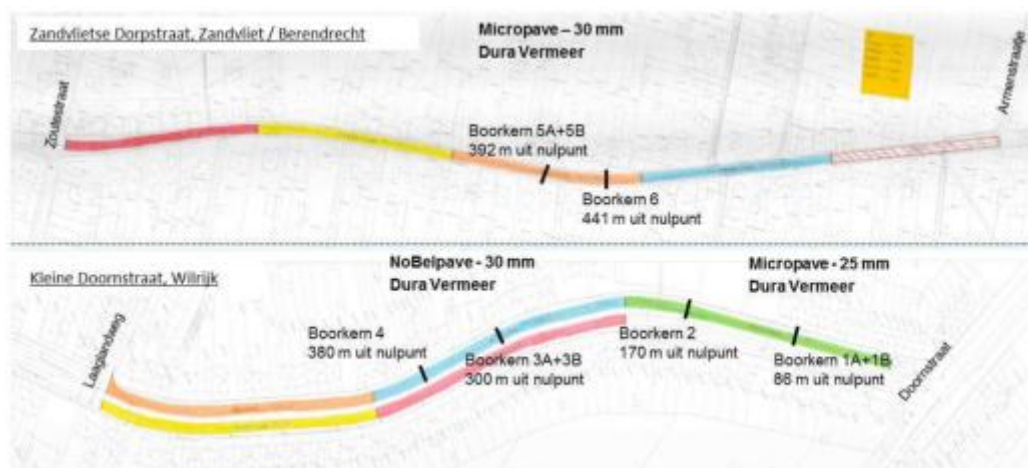 Zandvlietse Dorpstraat, Zandvliet / Berendrecht
Micropave – 30 mm
Dura Vermeer
Zoutestraat
Armenstraatje
Boorkern 5A+5B
392 m uit nulpunt
Boorkern 6
441 m uit nulpunt
Kleine Doornstraat, Wilrijk
NoBelpave - 30 mm
Dura Vermeer
Micropave - 25 mm
Dura Vermeer
Laaglandweg
Boorkern 4
380 m uit nulpunt
Boorkern 3A+3B
300 m uit nulpunt
Boorkern 2
170 m uit nulpunt
Boorkern 1A+1B
86 m uit nulpunt
Doornstraat